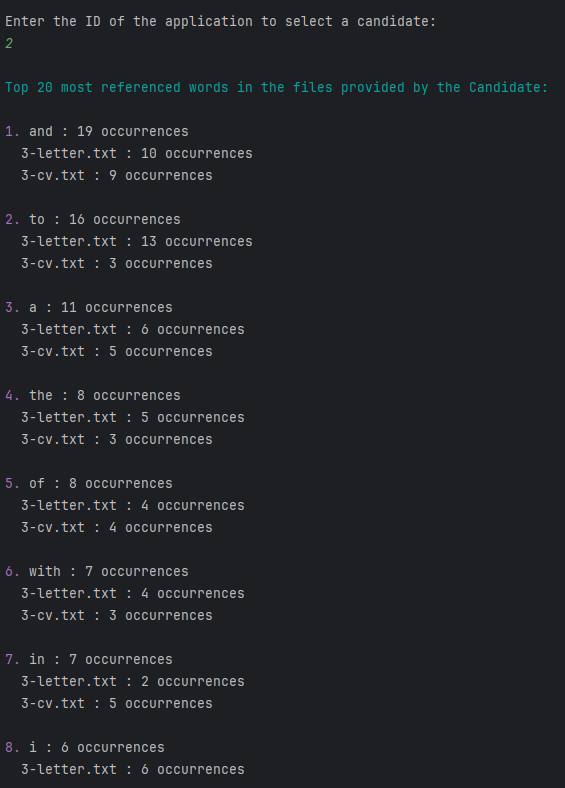 Enter the ID of the application to select a candidate:
2
Top 20 most referenced words in the files provided by the Candidate:
1. and : 19 occurrences
3-letter.txt : 10 occurrences
3-cv.txt : 9 occurrences
2. to : 16 occurrences
3-letter.txt : 13 occurrences
3-cv.txt : 3 occurrences
3. a : 11 occurrences
3-letter.txt : 6 occurrences
3-cv.txt : 5 occurrences
4. the : 8 occurrences
3-letter.txt : 5 occurrences
3-cv.txt : 3 occurrences
5. of : 8 occurrences
3-letter.txt : 4 occurrences
3-cv.txt : 4 occurrences
6. with : 7 occurrences
3-letter.txt : 4 occurrences
3-cv.txt : 3 occurrences
7. in : 7 occurrences
3-letter.txt : 2 occurrences
3-cv.txt : 5 occurrences
8. i : 6 occurrences
3-letter.txt : 6 occurrences